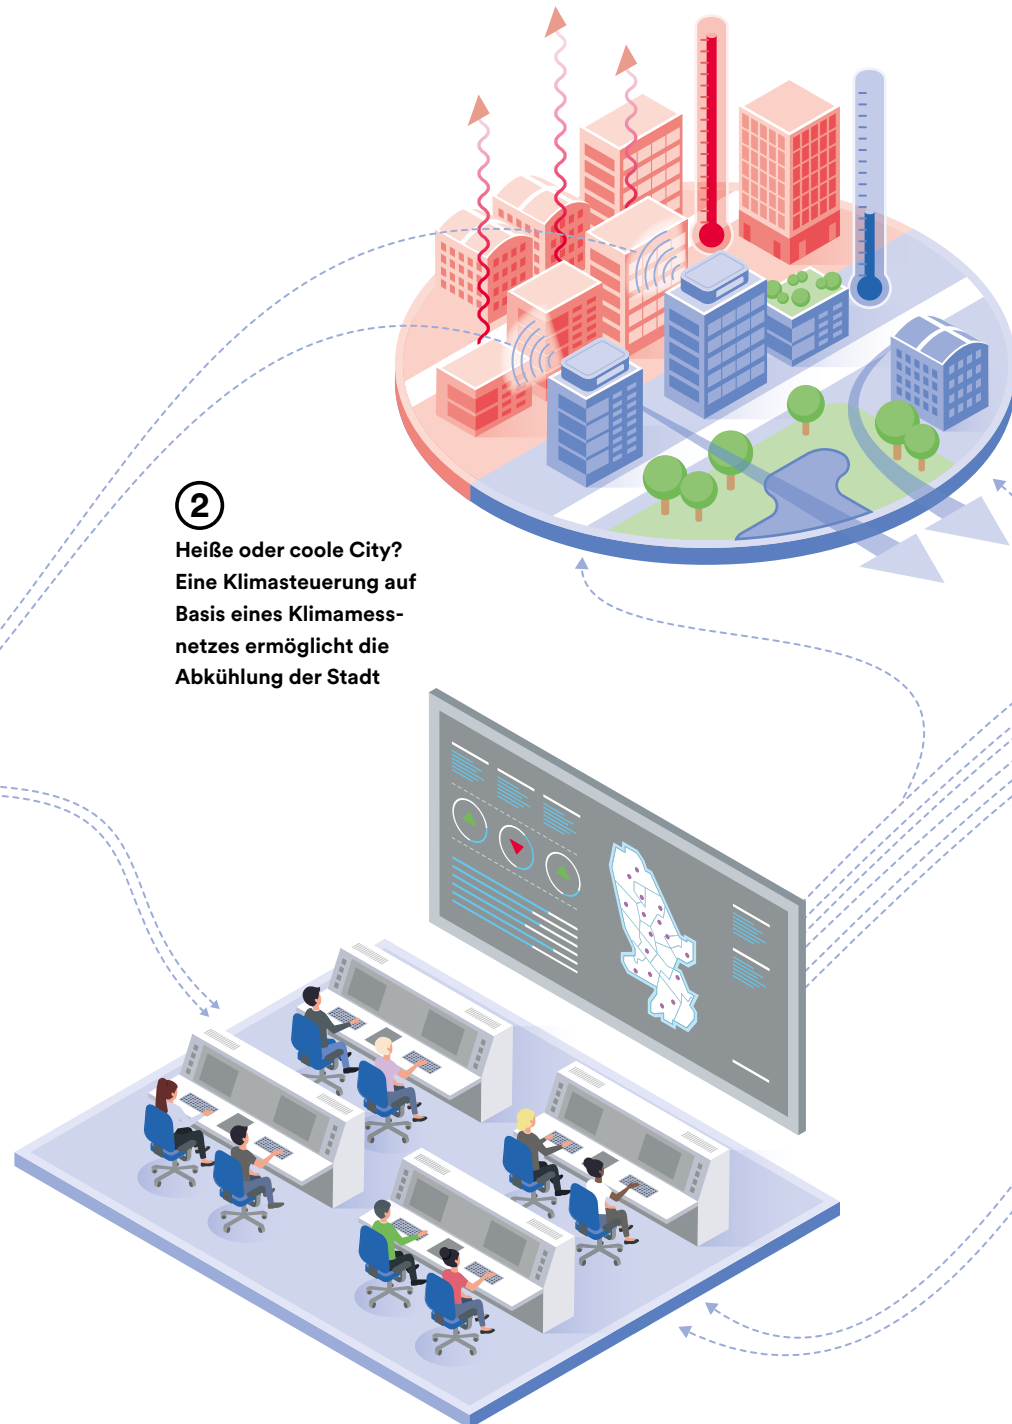 2
Heiße oder coole City?
Eine Klimasteuerung auf
Basis eines Klimamess-
netzes ermöglicht die
Abkühlung der Stadt